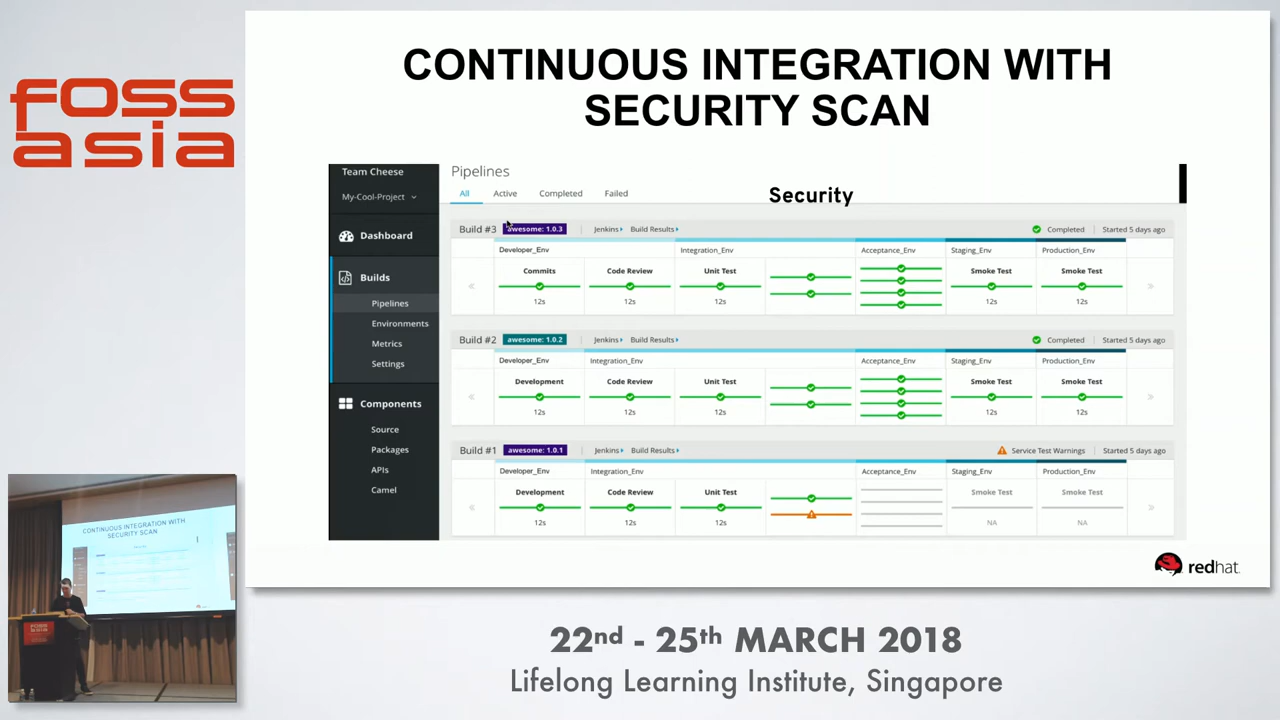 foss
asia
CONTINUOUS INTEGRATION WITH
SECURITY SCAN
Team Cheese
My-Cool-Project
Dashboard
Builds
Pipelines
Environments
Metrics
Settings
Components
Source
Packages
APIs
Camel
Pipelines
All Active Completed Failed
Security
Build #3 awesome: 1.0.3 Jenkins Build Results Completed Started 5 days ago
Developer_Env Integration_Env Acceptance_Env Staging_Env Production_Env
Commits Code Review Unit Test Smoke Test Smoke Test
12s 12s 12s 12s 12s
Build #2 awesome: 1.0.2 Jenkins Build Results Completed Started 5 days ago
Developer_Env Integration_Env Acceptance_Env Staging_Env Production_Env
Development Code Review Unit Test Smoke Test Smoke Test
12s 12s 12s 12s 12s
Build #1 awesome: 1.0.1 Jenkins Build Results Service Test Warnings Started 5 days ago
Developer_Env Integration_Env Acceptance_Env Staging_Env Production_Env
Development Code Review Unit Test Smoke Test Smoke Test
12s 12s 12s NA NA
redhat.
CONTINUOUS INTEGRATION WITH
SECURITY SCAN
FOSS
ASIA
22nd - 25th MARCH 2018
Lifelong Learning Institute, Singapore